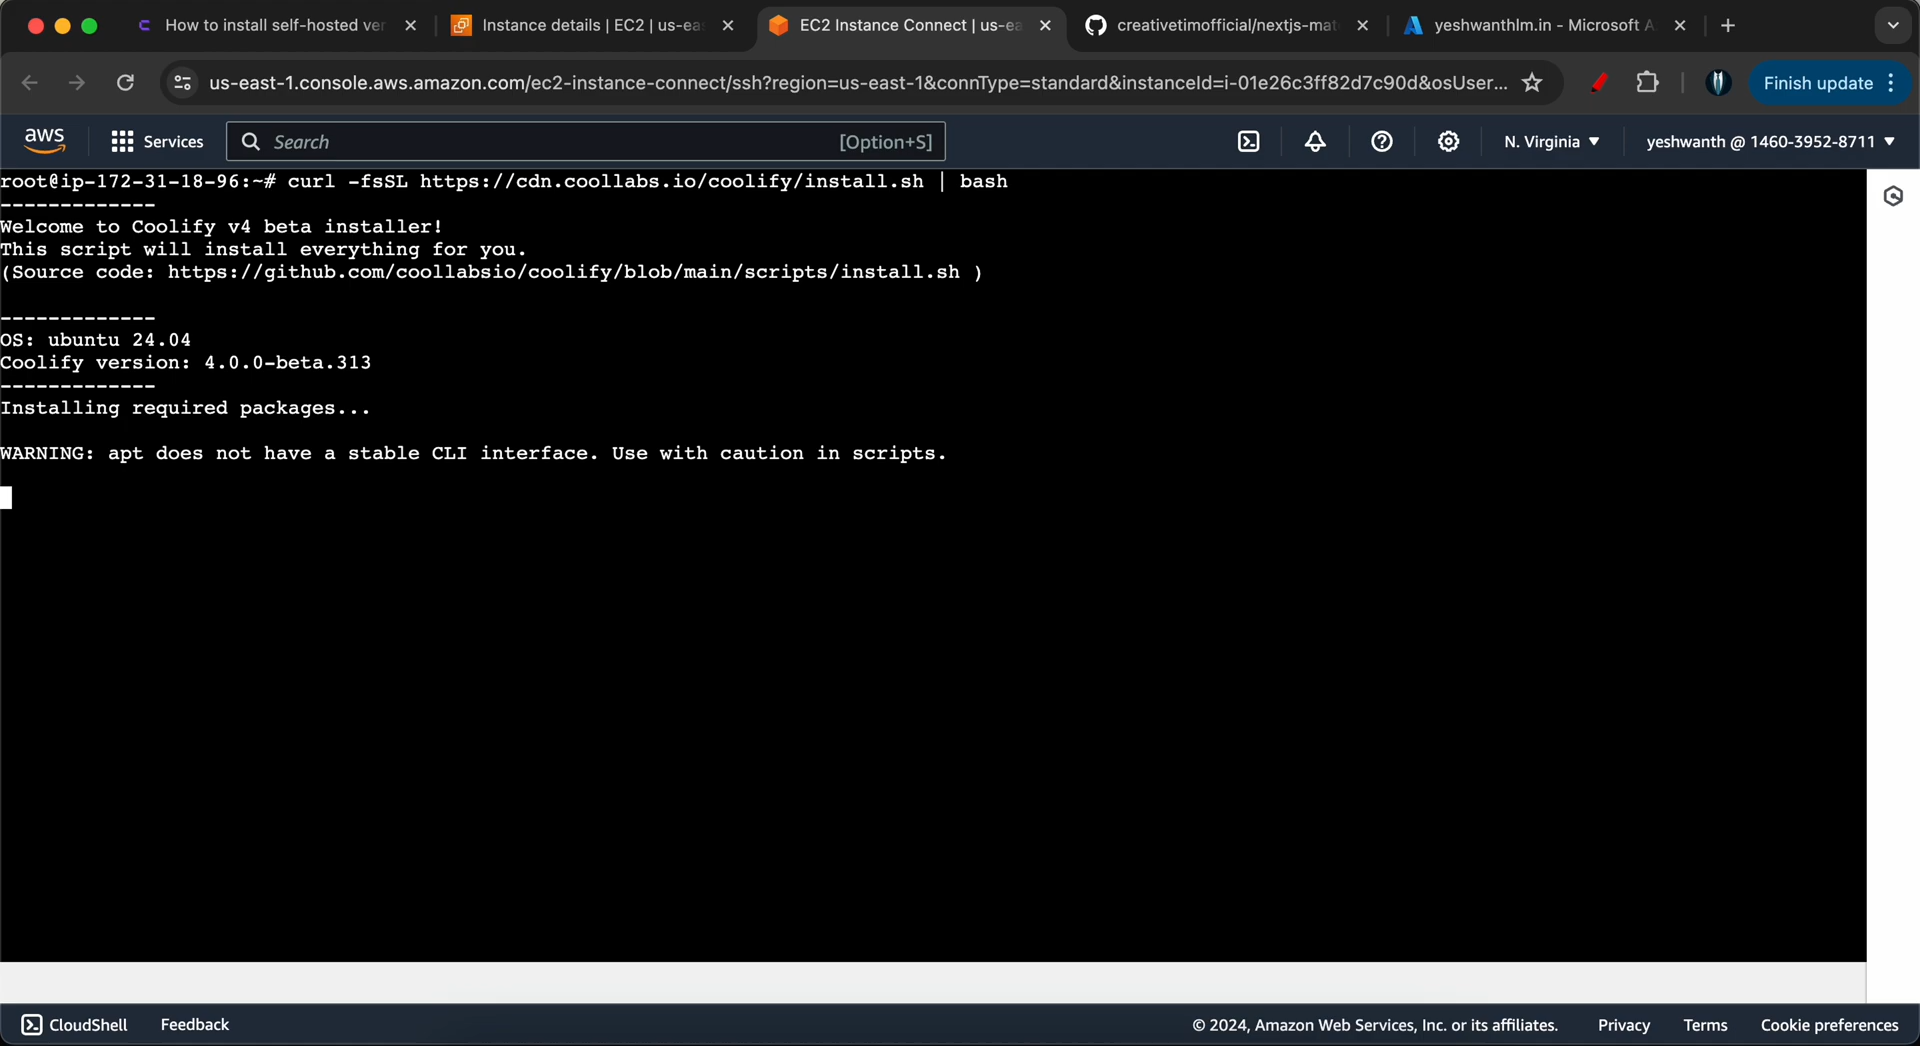 How to install self-hosted ver
Instance details | EC2 | us-eas
EC2 Instance Connect | us-ea
creativetimofficial/nextjs-mat
yeshwanthlm.in - Microsoft A
us-east-1.console.aws.amazon.com/ec2-instance-connect/ssh?region=us-east-1&connType=standard&instanceId=i-01e26c3ff82d7c90d&osUser...
Finish update
aws
Services
Search
[Option+S]
N. Virginia
yeshwanth @ 1460-3952-8711
root@ip-172-31-18-96:~# curl -fsSL https://cdn.coollabs.io/coolify/install.sh | bash
-------------
Welcome to Coolify v4 beta installer!
This script will install everything for you.
(Source code: https://github.com/coollabsio/coolify/blob/main/scripts/install.sh )
-------------
OS: ubuntu 24.04
Coolify version: 4.0.0-beta.313
-------------
Installing required packages...
WARNING: apt does not have a stable CLI interface. Use with caution in scripts.
CloudShell
Feedback
© 2024, Amazon Web Services, Inc. or its affiliates.
Privacy
Terms
Cookie preferences